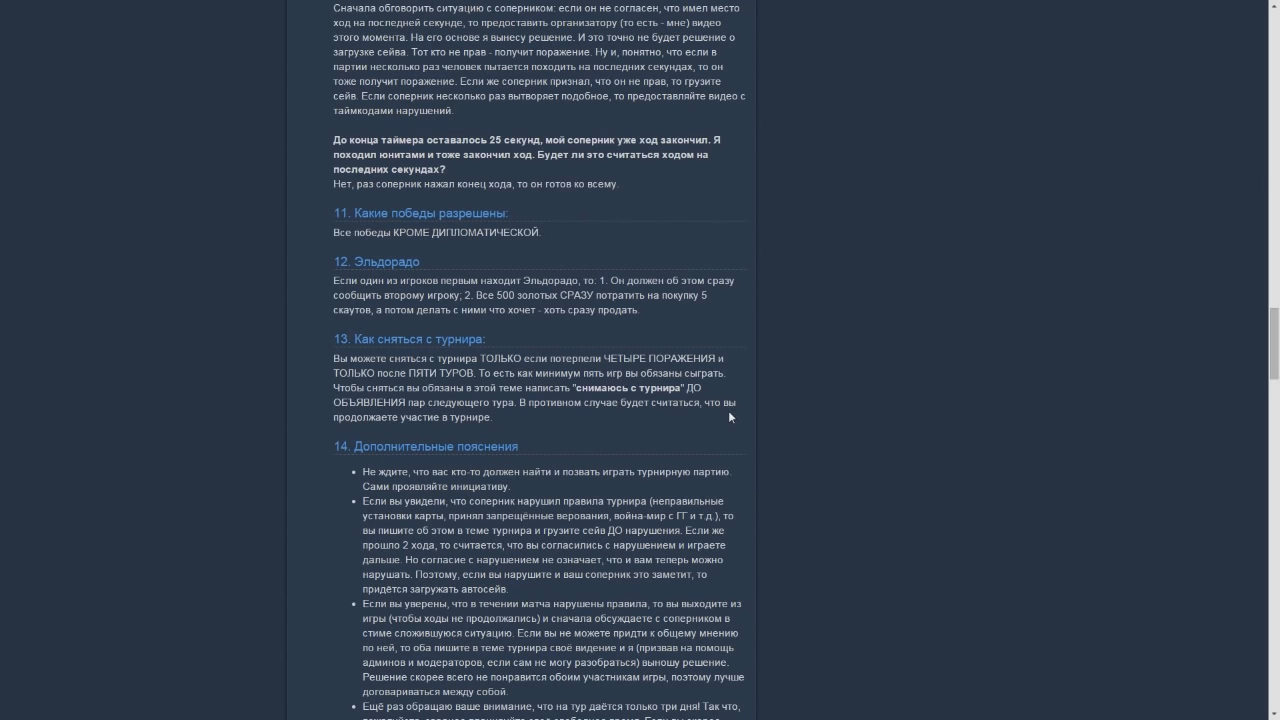 Сначала обговорить ситуацию с соперником: если он не согласен, что имел место
ход на последней секунде, то предоставить организатору (то есть - мне) видео
этого момента. На его основе я вынесу решение. И это точно не будет решение о
загрузке сейва. Тот кто не прав - получит поражение. Ну и, понятно, что если в
партии несколько раз человек пытается походить на последних секундах, то он
тоже получит поражение. Если же соперник признал, что он не прав, то грузите
сейв. Если соперник несколько раз вытворяет подобное, то предоставляйте видео с
таймкодами нарушений.
До конца таймера оставалось 25 секунд, мой соперник уже ход закончил. Я
походил юнитами и тоже закончил ход. Будет ли это считаться ходом на
последних секундах?
Нет, раз соперник нажал конец хода, то он готов ко всему.
11. Какие победы разрешены:
Все победы КРОМЕ ДИПЛОМАТИЧЕСКОЙ.
12. Эльдорадо
Если один из игроков первым находит Эльдорадо, то: 1. Он должен об этом сразу
сообщить второму игроку; 2. Все 500 золотых СРАЗУ потратить на покупку 5
скаутов, а потом делать с ними что хочет - хоть сразу продать.
13. Как сняться с турнира:
Вы можете сняться с турнира ТОЛЬКО если потерпели ЧЕТЫРЕ ПОРАЖЕНИЯ и
ТОЛЬКО после ПЯТИ ТУРОВ. То есть как минимум пять игр вы обязаны сыграть.
Чтобы сняться вы обязаны в этой теме написать "снимаюсь с турнира" ДО
ОБЪЯВЛЕНИЯ пар следующего тура. В противном случае будет считаться, что вы
продолжаете участие в турнире.
14. Дополнительные пояснения
• Не ждите, что вас кто-то должен найти и позвать играть турнирную партию.
Сами проявляйте инициативу.
• Если вы увидели, что соперник нарушил правила турнира (неправильные
установки карты, принял запрещённые верования, война-мир с ГГ и т.д.), то
вы пишите об этом в теме турнира и грузите сейв ДО нарушения. Если же
прошло 2 хода, то считается, что вы согласились с нарушением и играете
дальше. Но согласие с нарушением не означает, что и вам теперь можно
нарушать. Поэтому, если вы нарушите и ваш соперник это заметит, то
придётся загружать автосейв.
• Если вы уверены, что в течении матча нарушены правила, то вы выходите из
игры (чтобы ходы не продолжались) и сначала обсуждаете с соперником в
стиме сложившуюся ситуацию. Если вы не можете придти к общему мнению
по ней, то оба пишите в теме турнира своё видение и я (призвав на помощь
админов и модераторов, если сам не могу разобраться) выношу решение.
Решение скорее всего не понравится обоим участникам игры, поэтому лучше
договариваться между собой.
• Ещё раз обращаю ваше внимание, что на тур даётся только три дня! Так что,